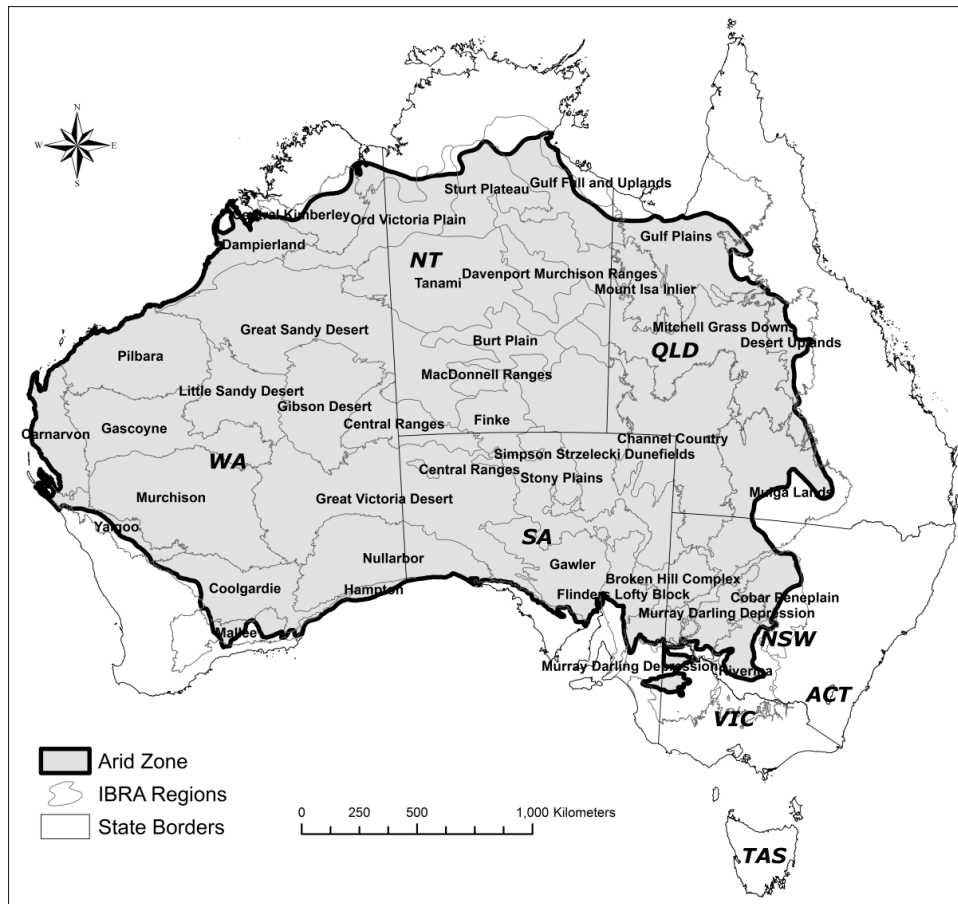 N
W E
S
Sturt Plateau
Gulf Fall and Uplands
Central Kimberley
Ord Victoria Plain
Dampierland
Gulf Plains
NT
Tanami
Davenport Murchison Ranges
Mount Isa Inlier
Great Sandy Desert
Mitchell Grass Downs
Desert Uplands
Burt Plain
QLD
Pilbara
MacDonnell Ranges
Little Sandy Desert
Gibson Desert
Finke
Central Ranges
Carnarvon
Gascoyne
Channel Country
Simpson Strzelecki Dunefields
WA
Central Ranges
Stony Plains
Murchison
Great Victoria Desert
Mulga Lands
Yalgoo
SA
Nullarbor
Gawler
Broken Hill Complex
Coolgardie
Hampton
Flinders Lofty Block
Cobar Peneplain
Murray Darling Depression
Mallee
NSW
Murray Darling Depression
Riverina
ACT
VIC
Arid Zone
IBRA Regions
State Borders
0 250 500 1,000 Kilometers
TAS